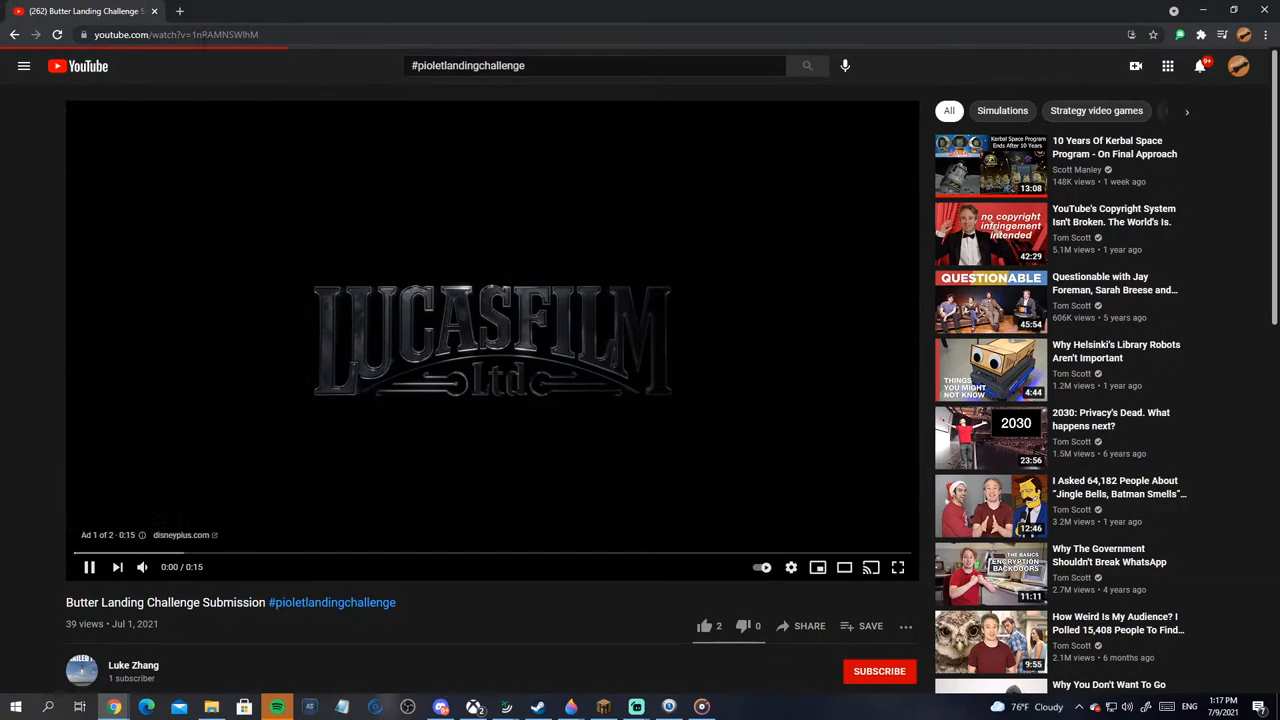 (262) Butter Landing Challenge S
youtube.com/watch?v=1nRAMNSWlhM
YouTube
#pioletlandingchallenge
9+
LUCASFILM
Ltd
Ad 1 of 2 · 0:15
disneyplus.com
0:00 / 0:15
Butter Landing Challenge Submission #pioletlandingchallenge
39 views • Jul 1, 2021
2
0
SHARE
SAVE
Luke Zhang
1 subscriber
SUBSCRIBE
All
Simulations
Strategy video games
Kerbal Space Program
Ends After 10 Years
13:08
10 Years Of Kerbal Space
Program - On Final Approach
Scott Manley
148K views • 1 week ago
no copyright
infringement
intended
42:29
YouTube's Copyright System
Isn't Broken. The World's Is.
Tom Scott
5.1M views • 1 year ago
QUESTIONABLE
45:54
Questionable with Jay
Foreman, Sarah Breese and...
Tom Scott
606K views • 5 years ago
THINGS
YOU MIGHT
NOT KNOW
4:44
Why Helsinki's Library Robots
Aren't Important
Tom Scott
1.2M views • 1 year ago
2030
23:56
2030: Privacy's Dead. What
happens next?
Tom Scott
1.5M views • 6 years ago
12:46
I Asked 64,182 People About
“Jingle Bells, Batman Smells”...
Tom Scott
3.2M views • 1 year ago
THE BASICS
ENCRYPTION
BACKDOORS
11:11
Why The Government
Shouldn't Break WhatsApp
Tom Scott
2.7M views • 4 years ago
9:55
How Weird Is My Audience? I
Polled 15,408 People To Find...
Tom Scott
2.1M views • 6 months ago
Why You Don't Want To Go
76°F Cloudy
ENG
1:17 PM
7/9/2021